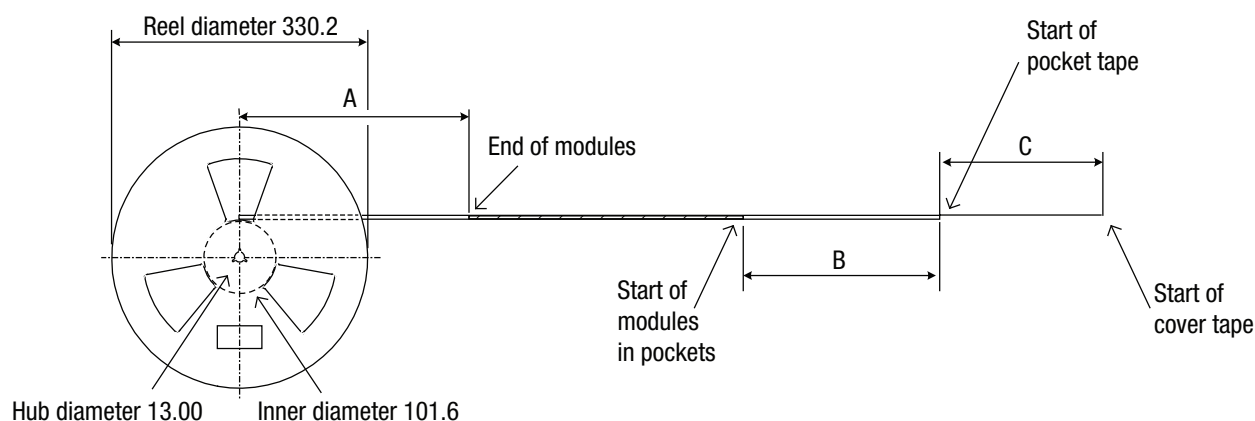 Reel diameter 330.2
A
End of modules
Start of
pocket tape
C
B
Start of
modules
in pockets
Start of
cover tape
Hub diameter 13.00
Inner diameter 101.6